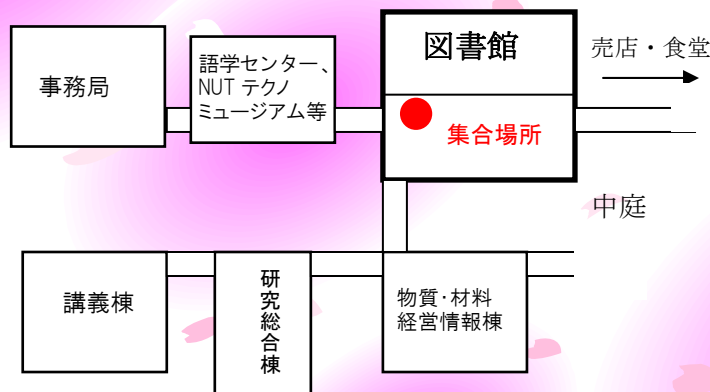 事務局
語学センター、
NUT テクノ
ミュージアム等
図書館
集合場所
売店・食堂
中庭
講義棟
研究総合棟
物質･材料
経営情報棟